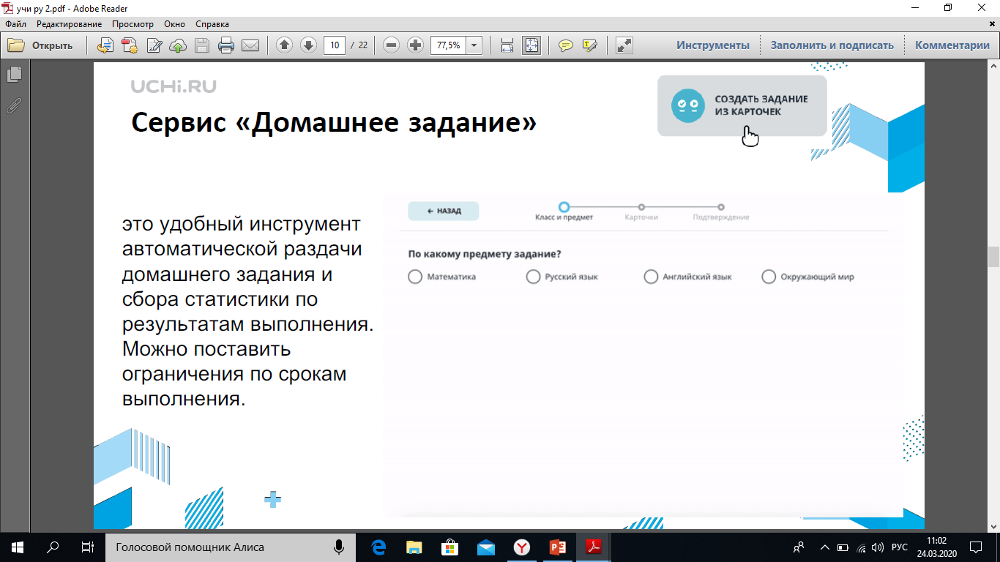 учи ру 2.pdf - Adobe Reader
Файл Редактирование Просмотр Окно Справка
Открыть 10 / 22 77,5% Инструменты Заполнить и подписать Комментарии
UCHi.RU
Сервис «Домашнее задание»
СОЗДАТЬ ЗАДАНИЕ
ИЗ КАРТОЧЕК
это удобный инструмент
автоматической раздачи
домашнего задания и
сбора статистики по
результатам выполнения.
Можно поставить
ограничения по срокам
выполнения.
← НАЗАД
Класс и предмет Карточки Подтверждение
По какому предмету задание?
Математика Русский язык Английский язык Окружающий мир
Голосовой помощник Алиса
РУС
11:02
24.03.2020